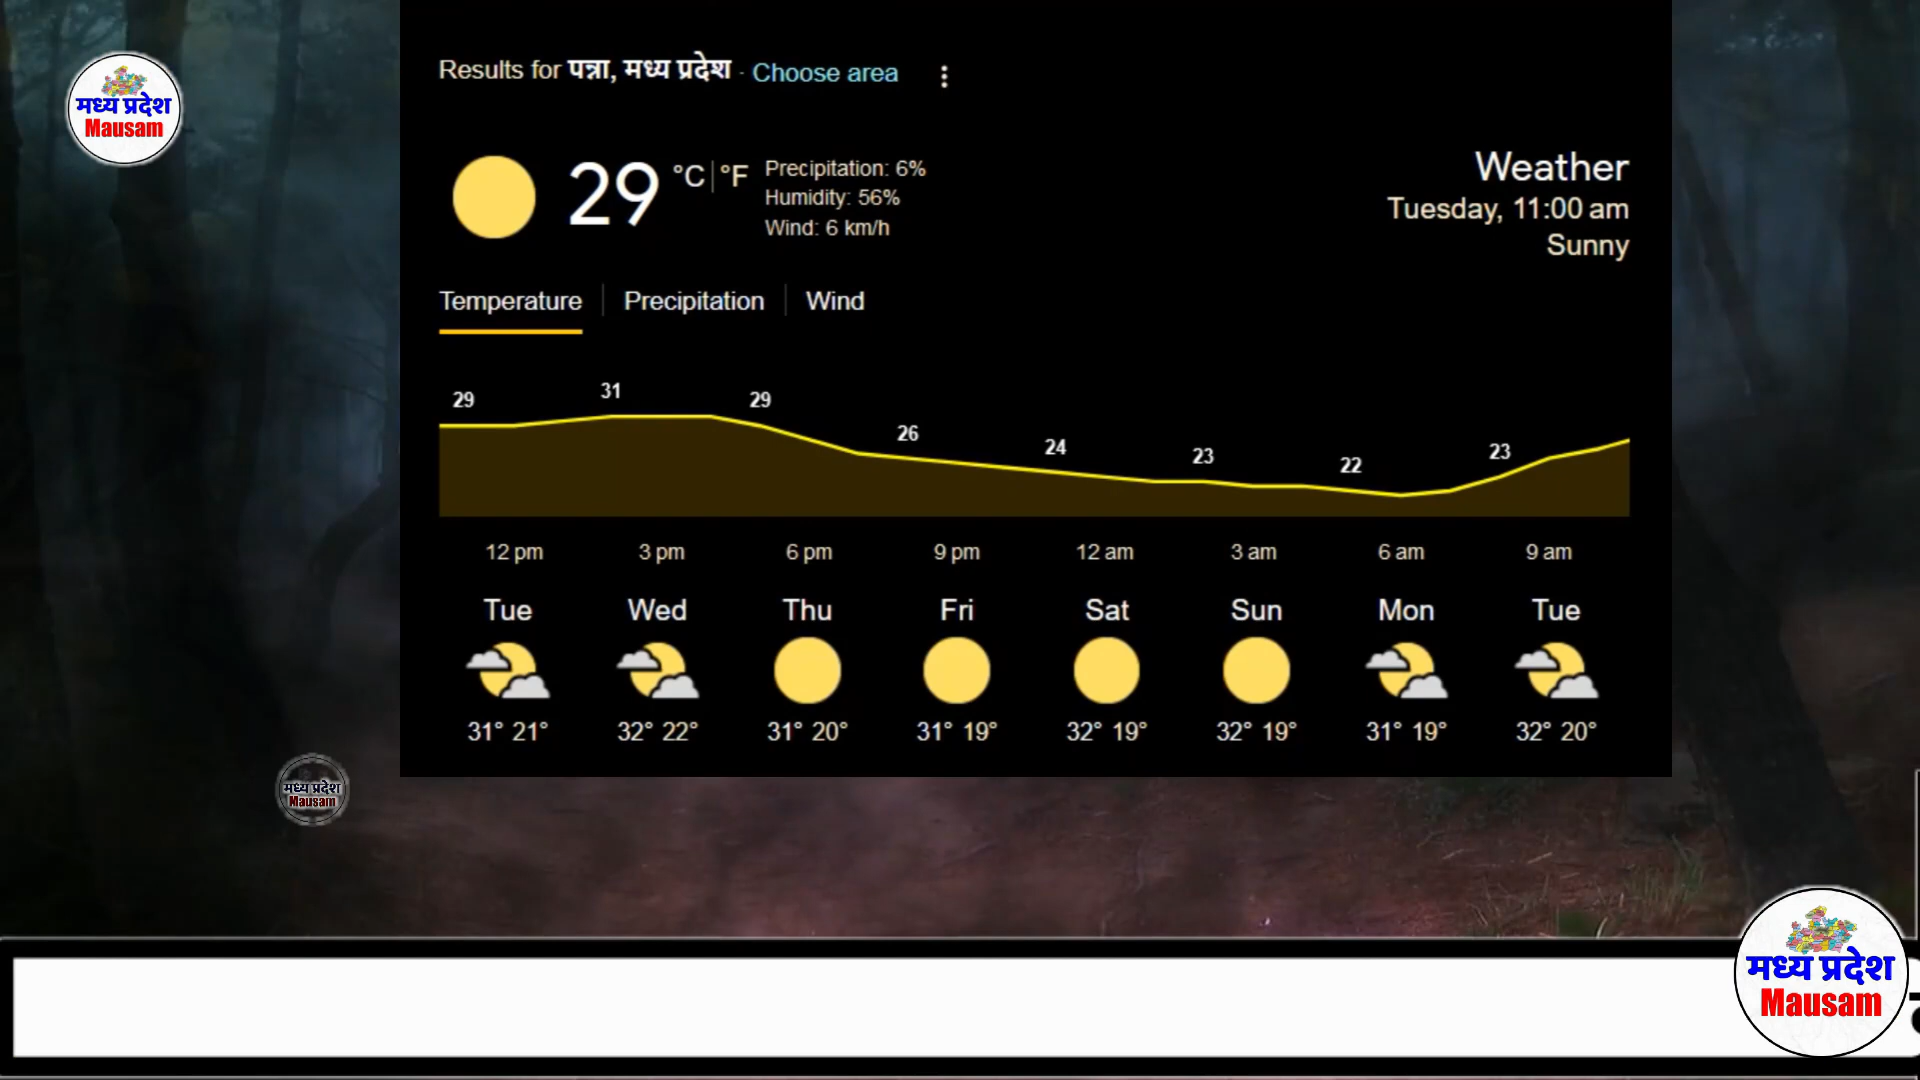 मध्य प्रदेश
Mausam
Results for पन्ना, मध्य प्रदेश · Choose area
29 °C | °F
Precipitation: 6%
Humidity: 56%
Wind: 6 km/h
Weather
Tuesday, 11:00 am
Sunny
Temperature Precipitation Wind
29 31 29 26 24 23 22 23
12 pm 3 pm 6 pm 9 pm 12 am 3 am 6 am 9 am
Tue Wed Thu Fri Sat Sun Mon Tue
31° 21° 32° 22° 31° 20° 31° 19° 32° 19° 32° 19° 31° 19° 32° 20°
मध्य प्रदेश
Mausam
मध्य प्रदेश
Mausam